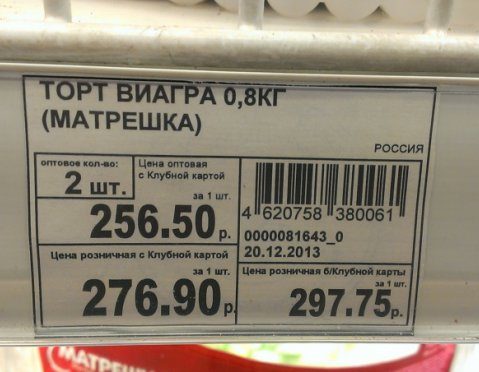 ТОРТ ВИАГРА 0,8КГ
(МАТРЕШКА)
РОССИЯ
оптовое кол-во:
2 шт.
Цена оптовая
с Клубной картой
за 1 шт.
256.50 р.
4 620758 380061
0000081643_0
20.12.2013
Цена розничная с Клубной картой
за 1 шт.
276.90 р.
Цена розничная б/Клубной карты
за 1 шт.
297.75 р.
МАТРЕШКА